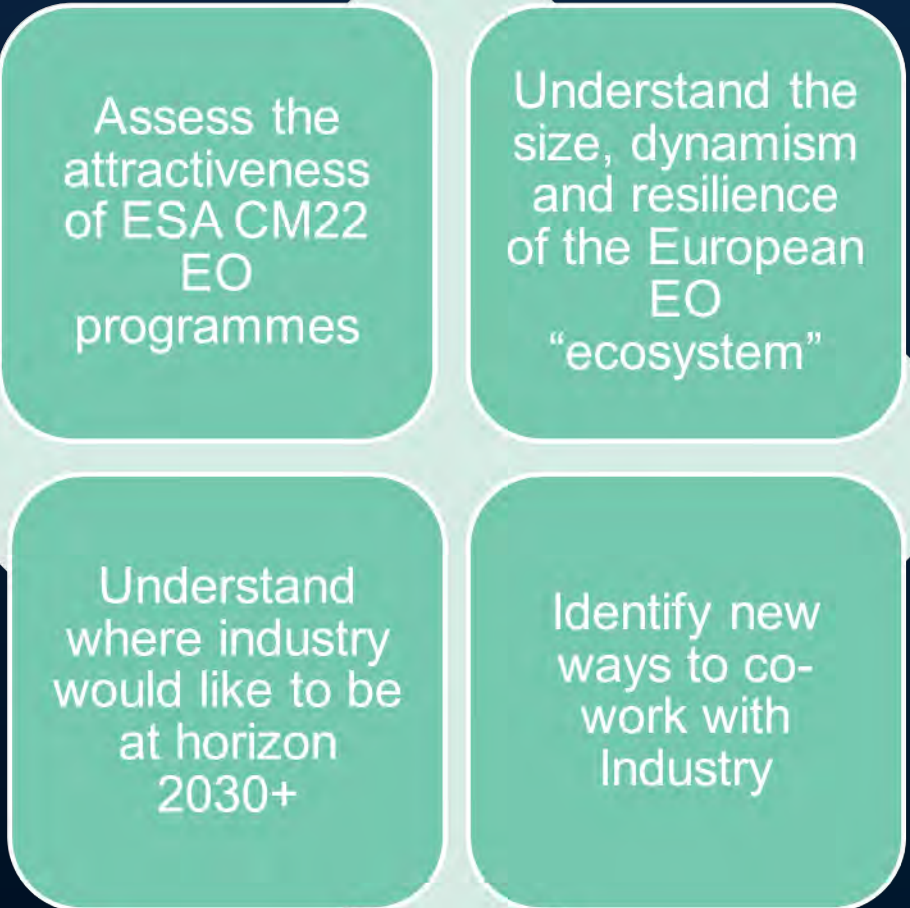 Assess the
attractiveness
of ESA CM22
EO
programmes
Understand the
size, dynamism
and resilience
of the European
EO
“ecosystem”
Understand
where industry
would like to be
at horizon
2030+
Identify new
ways to co-
work with
Industry